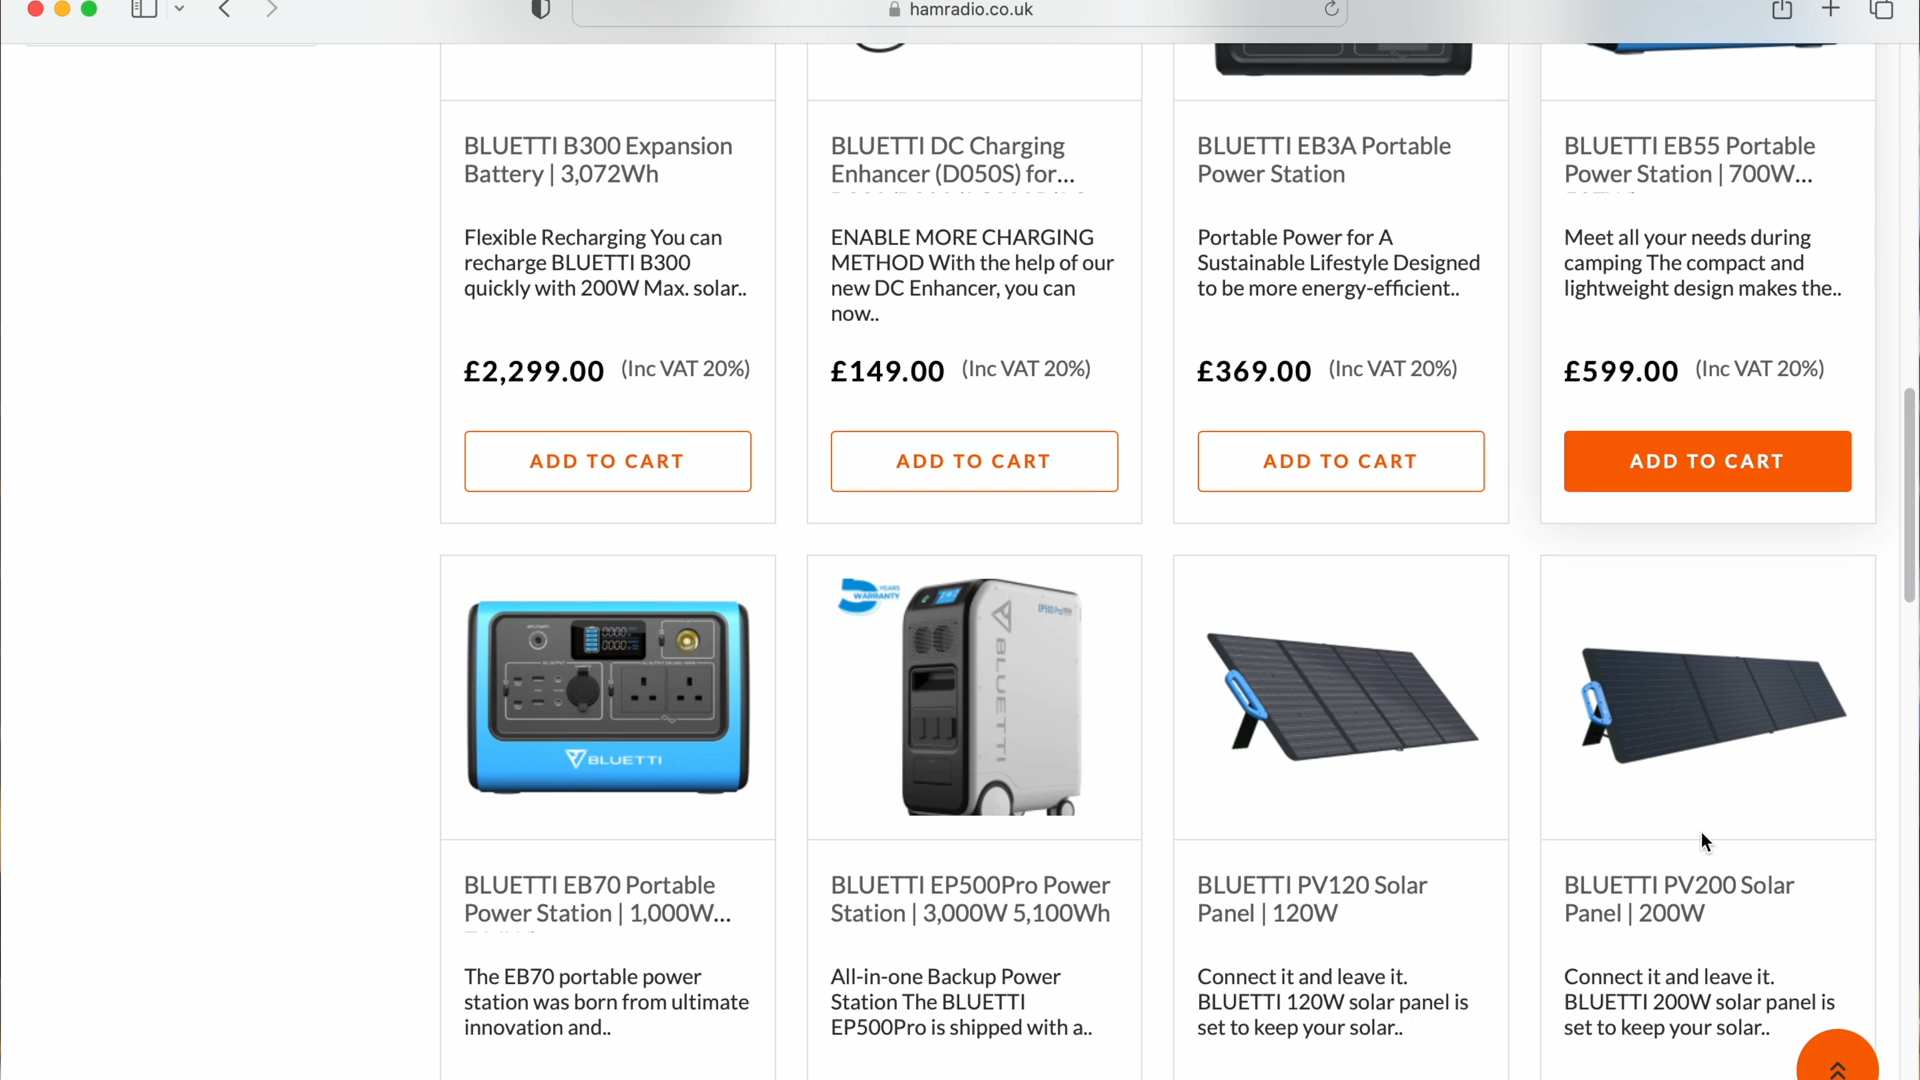 hamradio.co.uk
BLUETTI B300 Expansion
Battery | 3,072Wh
Flexible Recharging You can
recharge BLUETTI B300
quickly with 200W Max. solar..
£2,299.00 (Inc VAT 20%)
ADD TO CART
BLUETTI DC Charging
Enhancer (D050S) for...
ENABLE MORE CHARGING
METHOD With the help of our
new DC Enhancer, you can
now..
£149.00 (Inc VAT 20%)
ADD TO CART
BLUETTI EB3A Portable
Power Station
Portable Power for A
Sustainable Lifestyle Designed
to be more energy-efficient..
£369.00 (Inc VAT 20%)
ADD TO CART
BLUETTI EB55 Portable
Power Station | 700W...
Meet all your needs during
camping The compact and
lightweight design makes the..
£599.00 (Inc VAT 20%)
ADD TO CART
BLUETTI
BLUETTI EB70 Portable
Power Station | 1,000W...
The EB70 portable power
station was born from ultimate
innovation and..
YEARS
WARRANTY
EP500Pro
BLUETTI
BLUETTI EP500Pro Power
Station | 3,000W 5,100Wh
All-in-one Backup Power
Station The BLUETTI
EP500Pro is shipped with a..
BLUETTI PV120 Solar
Panel | 120W
Connect it and leave it.
BLUETTI 120W solar panel is
set to keep your solar..
BLUETTI PV200 Solar
Panel | 200W
Connect it and leave it.
BLUETTI 200W solar panel is
set to keep your solar..